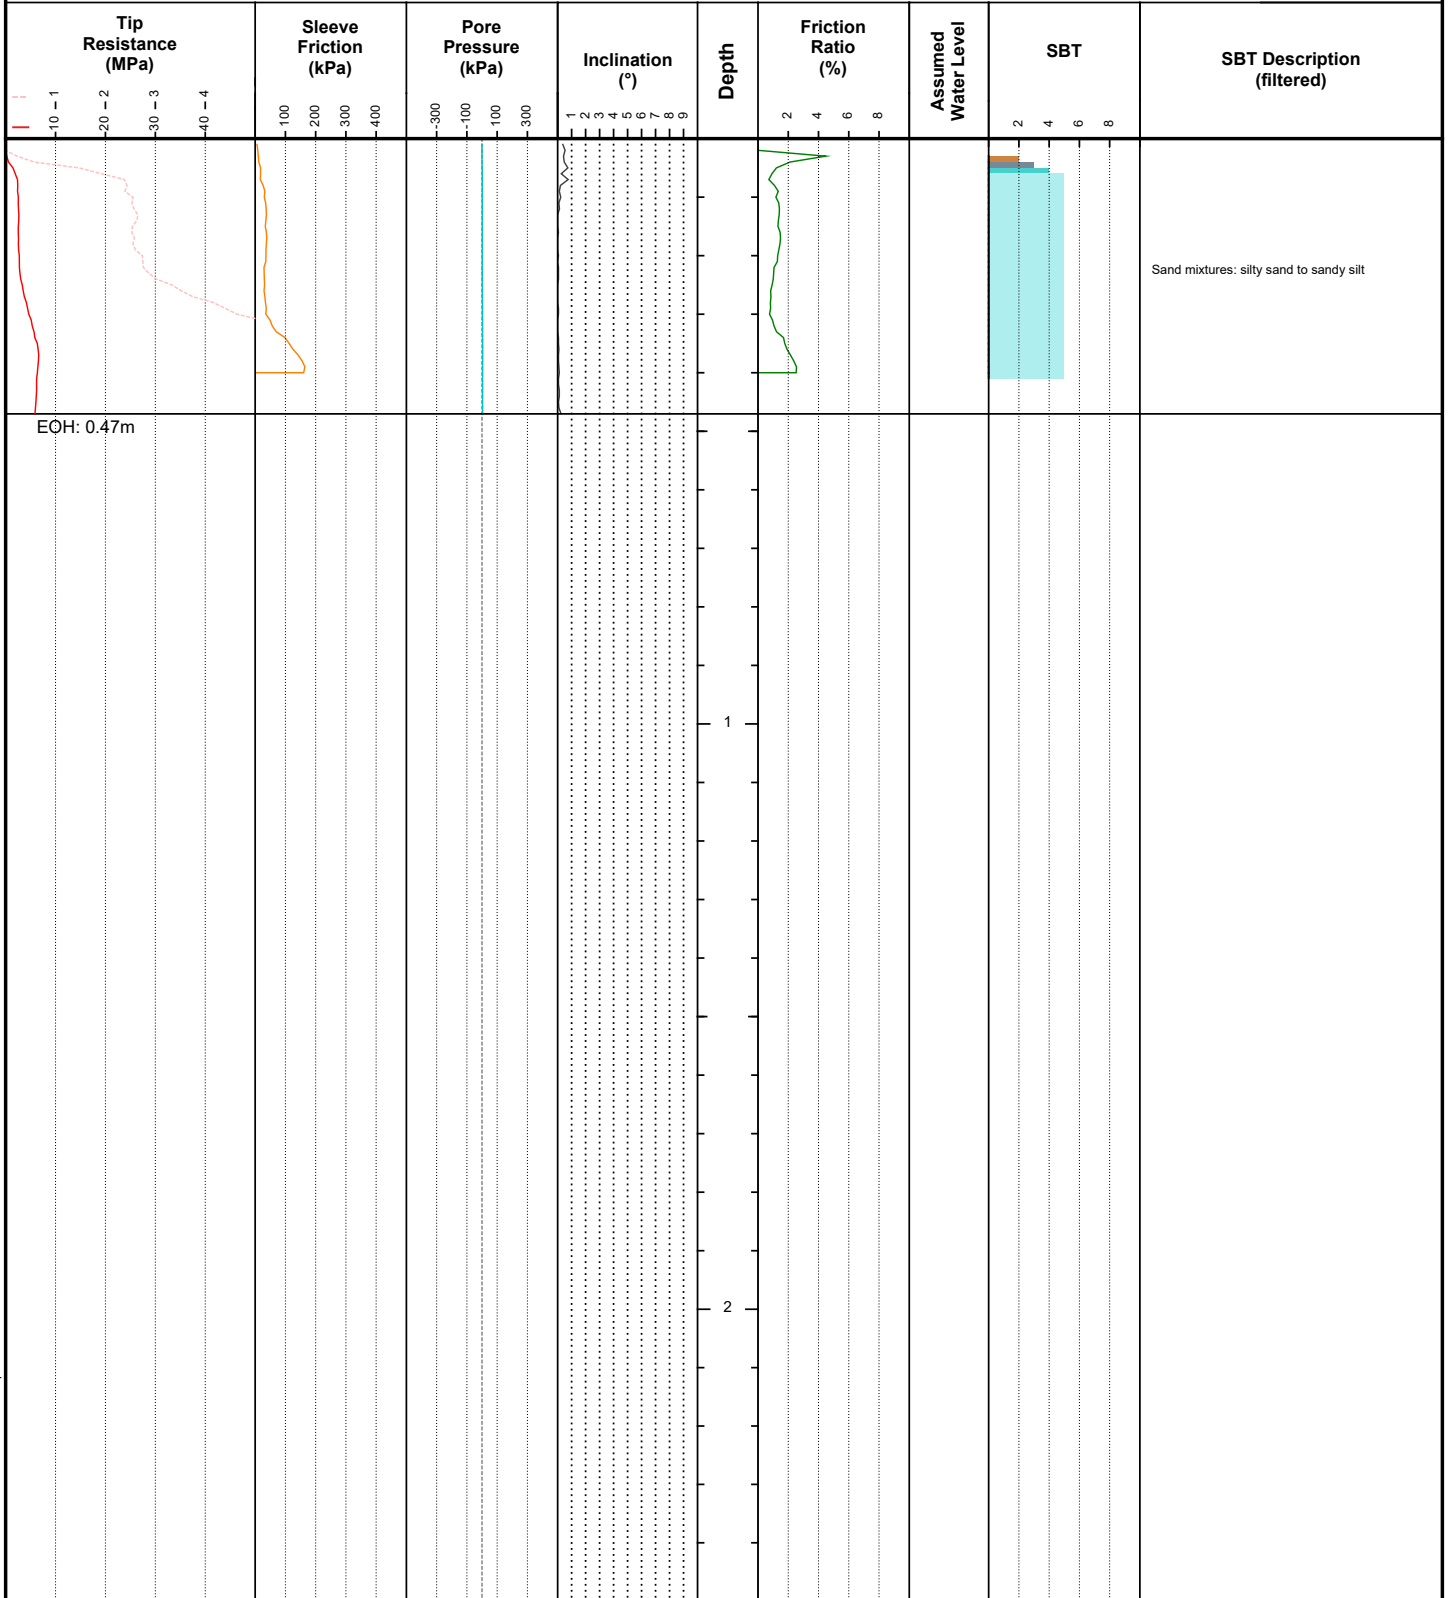 Tip
Resistance
(MPa)
10 - 1
20 - 2
30 - 3
40 - 4
Sleeve
Friction
(kPa)
100
200
300
400
Pore
Pressure
(kPa)
-300
-100
100
300
Inclination
(°)
1
2
3
4
5
6
7
8
9
Depth
Friction
Ratio
(%)
2
4
6
8
Assumed
Water Level
SBT
2
4
6
8
SBT Description
(filtered)
Sand mixtures: silty sand to sandy silt
EOH: 0.47m
1
2